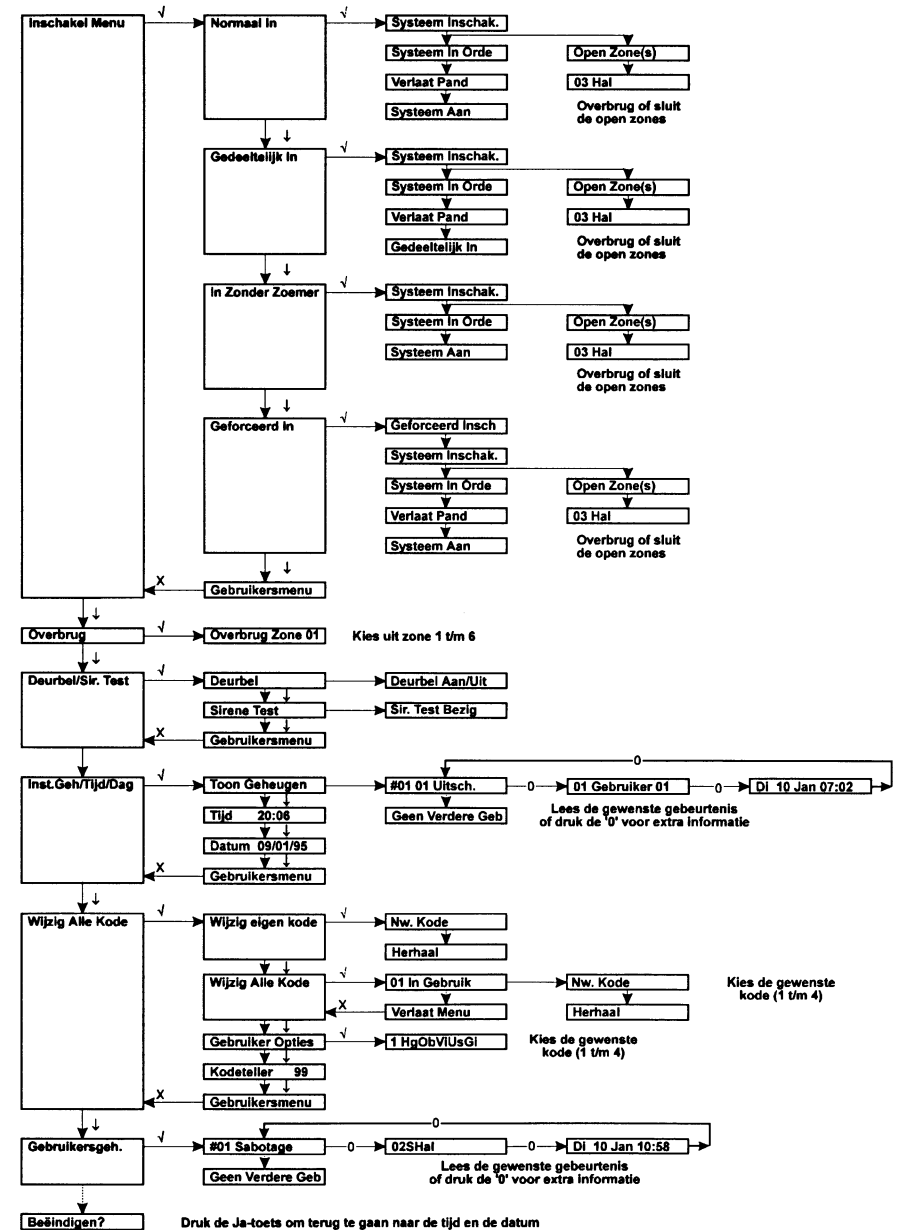 Inschakel Menu
√
Normaal In
√
Systeem Inschak.
Systeem In Orde
Open Zone(s)
Verlaat Pand
03 Hal
Systeem Aan
Overbrug of sluit
de open zones
↓
Gedeeltelijk In
√
Systeem Inschak.
Systeem In Orde
Open Zone(s)
Verlaat Pand
03 Hal
Gedeeltelijk In
Overbrug of sluit
de open zones
↓
In Zonder Zoemer
√
Systeem Inschak.
Systeem In Orde
Open Zone(s)
Systeem Aan
03 Hal
Overbrug of sluit
de open zones
↓
Geforceerd In
√
Geforceerd Insch
Systeem Inschak.
Systeem In Orde
Open Zone(s)
Verlaat Pand
03 Hal
Systeem Aan
Overbrug of sluit
de open zones
↓
X
Gebruikersmenu
↓
Overbrug
√
Overbrug Zone 01
Kies uit zone 1 t/m 6
↓
Deurbel/Sir. Test
√
Deurbel
Deurbel Aan/Uit
↓
Sirene Test
Sir. Test Bezig
↓
X
Gebruikersmenu
Inst.Geh/Tijd/Dag
√
Toon Geheugen
#01 01 Uitsch.
0
01 Gebruiker 01
0
Di 10 Jan 07:02
0
↓
Tijd 20:06
Geen Verdere Geb
Lees de gewenste gebeurtenis
of druk de '0' voor extra informatie
↓
Datum 09/01/95
↓
X
Gebruikersmenu
↓
Wijzig Alle Kode
√
Wijzig eigen kode
√
Nw. Kode
Herhaal
↓
Wijzig Alle Kode
√
01 In Gebruik
Nw. Kode
Kies de gewenste
kode (1 t/m 4)
X
Verlaat Menu
Herhaal
↓
Gebruiker Opties
√
1 HgObViUsGl
Kies de gewenste
kode (1 t/m 4)
↓
Kodeteller 99
↓
X
Gebruikersmenu
↓
Gebruikersgeh.
√
#01 Sabotage
0
02SHal
0
Di 10 Jan 10:58
0
Geen Verdere Geb
Lees de gewenste gebeurtenis
of druk de '0' voor extra informatie
Beëindigen?
Druk de Ja-toets om terug te gaan naar de tijd en de datum